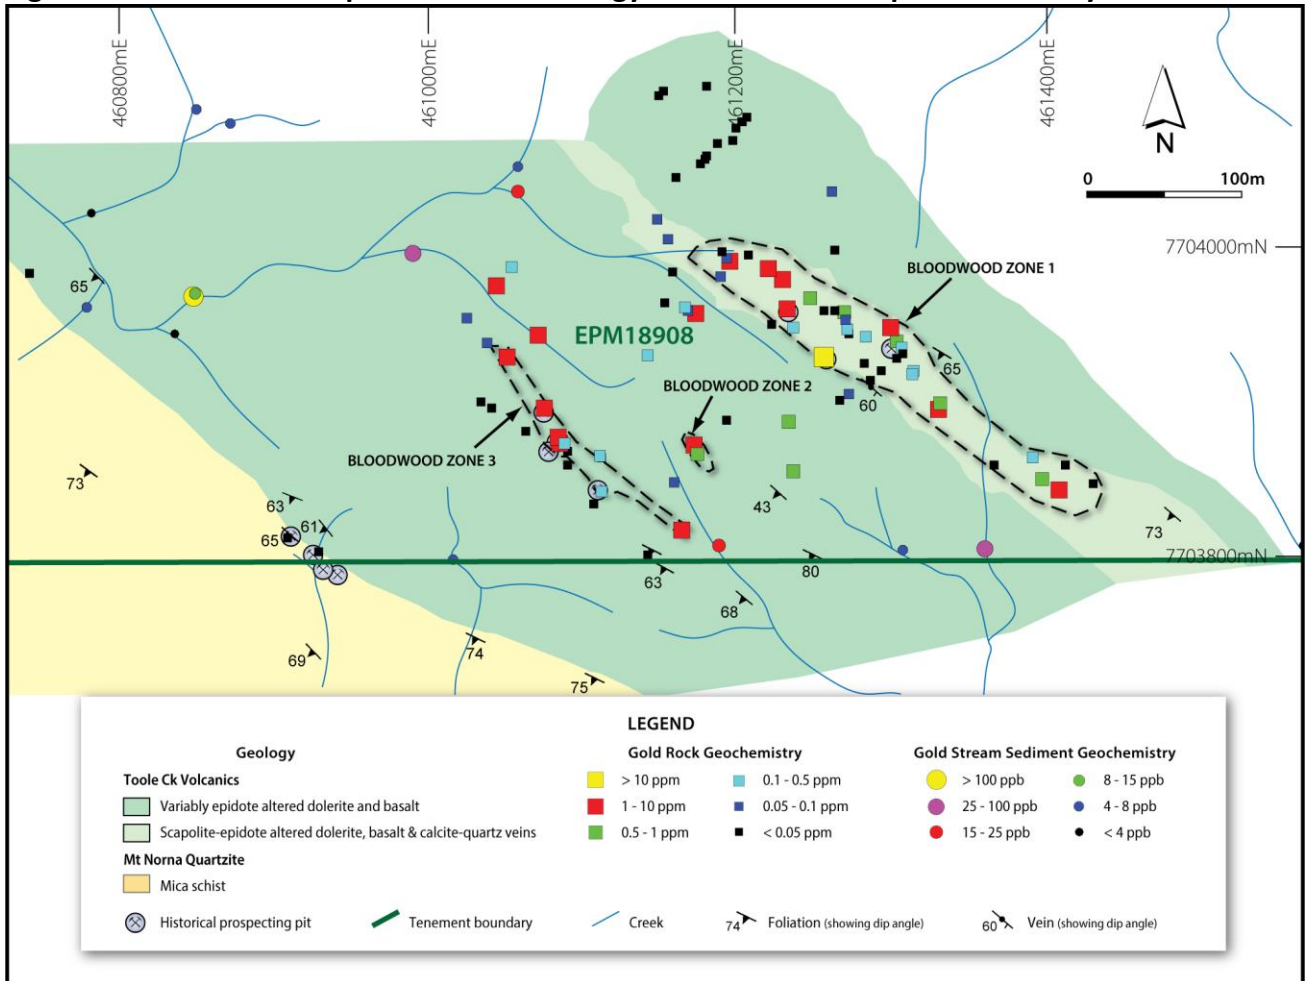 460800mE
461000mE
461200mE
461400mE
N
0 100m
7704000mN
BLOODWOOD ZONE 1
65
EPM18908
65
BLOODWOOD ZONE 2
60
BLOODWOOD ZONE 3
73
63
43
61
65
73
7703800mN
63
80
68
69
74
75
LEGEND
Geology
Toole Ck Volcanics
Variably epidote altered dolerite and basalt
Scapolite-epidote altered dolerite, basalt & calcite-quartz veins
Mt Norna Quartzite
Mica schist
Gold Rock Geochemistry
> 10 ppm
1 - 10 ppm
0.5 - 1 ppm
0.1 - 0.5 ppm
0.05 - 0.1 ppm
< 0.05 ppm
Gold Stream Sediment Geochemistry
> 100 ppb
25 - 100 ppb
15 - 25 ppb
8 - 15 ppb
4 - 8 ppb
< 4 ppb
Historical prospecting pit
Tenement boundary
Creek
74 Foliation (showing dip angle)
60 Vein (showing dip angle)